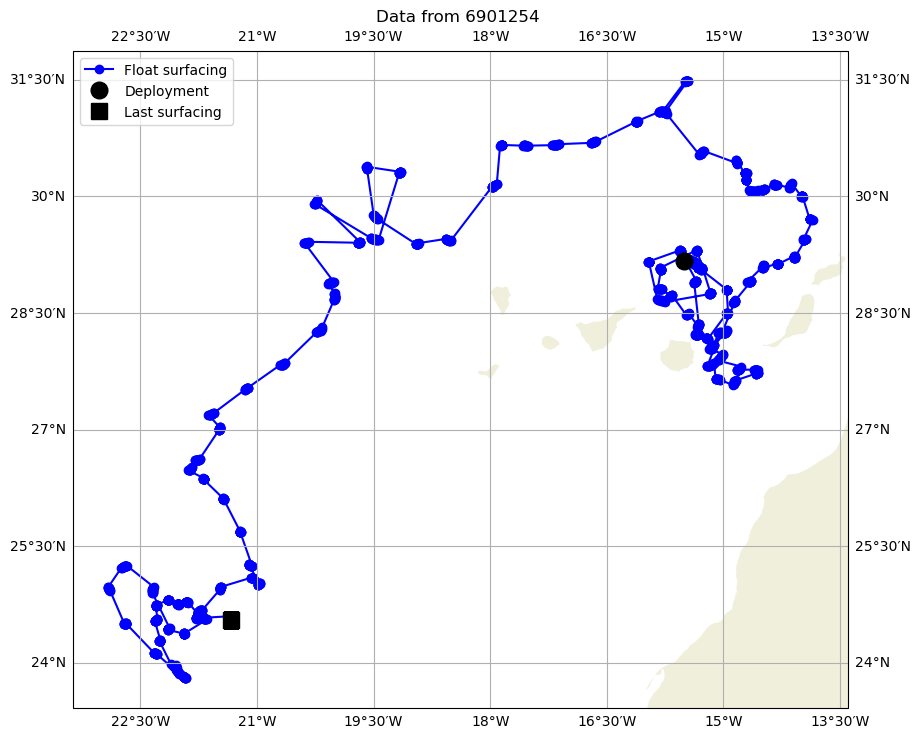 Data from 6901254
22°30′W 21°W 19°30′W 18°W 16°30′W 15°W 13°30′W
Float surfacing
Deployment
Last surfacing
31°30′N 31°30′N
30°N 30°N
28°30′N 28°30′N
27°N 27°N
25°30′N 25°30′N
24°N 24°N
22°30′W 21°W 19°30′W 18°W 16°30′W 15°W 13°30′W